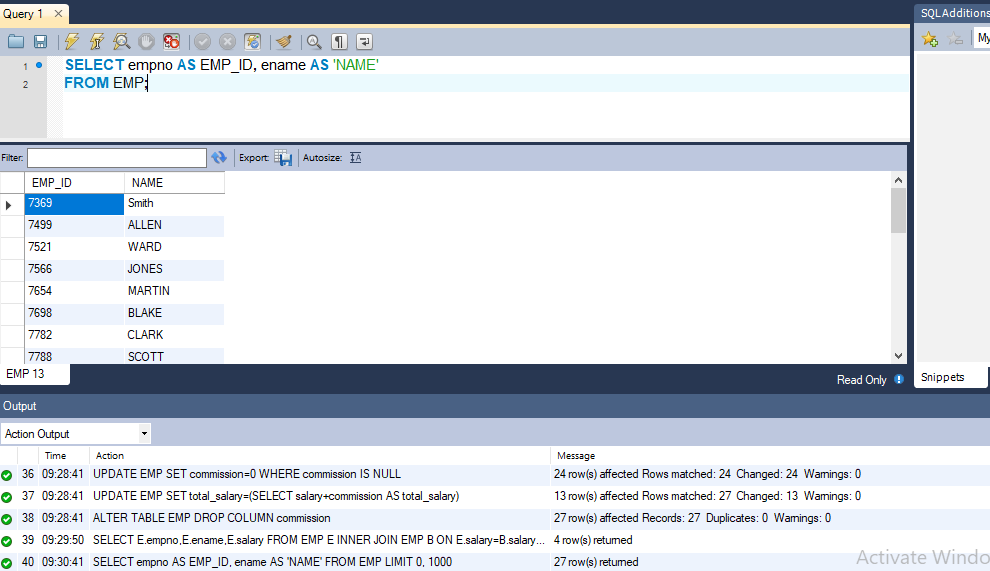 Query 1
SQLAdditions
My
1 SELECT empno AS EMP_ID, ename AS 'NAME'
2 FROM EMP;
Filter: Export: Autosize:
EMP_ID NAME
7369 Smith
7499 ALLEN
7521 WARD
7566 JONES
7654 MARTIN
7698 BLAKE
7782 CLARK
7788 SCOTT
EMP 13
Read Only
Snippets
Output
Action Output
Time Action Message
36 09:28:41 UPDATE EMP SET commission=0 WHERE commission IS NULL 24 row(s) affected Rows matched: 24 Changed: 24 Warnings: 0
37 09:28:41 UPDATE EMP SET total_salary=(SELECT salary+commission AS total_salary) 13 row(s) affected Rows matched: 27 Changed: 13 Warnings: 0
38 09:28:41 ALTER TABLE EMP DROP COLUMN commission 27 row(s) affected Records: 27 Duplicates: 0 Warnings: 0
39 09:29:50 SELECT E.empno,E.ename,E.salary FROM EMP E INNER JOIN EMP B ON E.salary=B.salary... 4 row(s) returned
40 09:30:41 SELECT empno AS EMP_ID, ename AS 'NAME' FROM EMP LIMIT 0, 1000 27 row(s) returned
Activate Windo